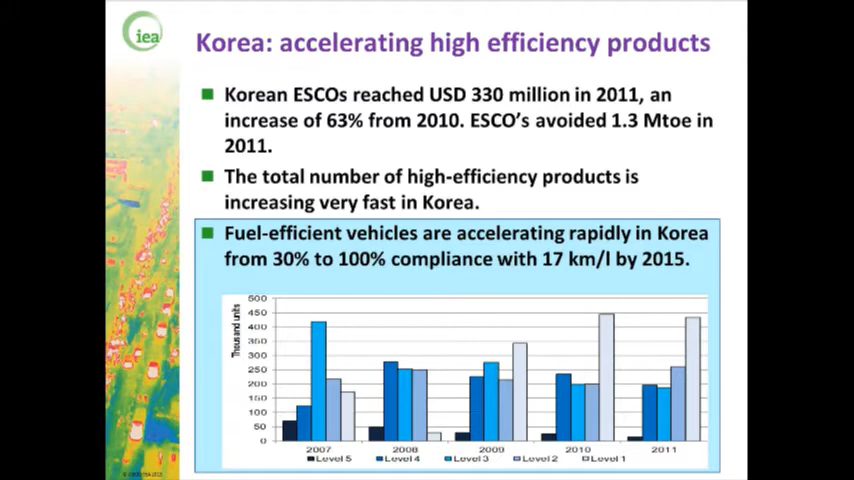 iea
Korea: accelerating high efficiency products
Korean ESCOs reached USD 330 million in 2011, an
increase of 63% from 2010. ESCO's avoided 1.3 Mtoe in
2011.
The total number of high-efficiency products is
increasing very fast in Korea.
Fuel-efficient vehicles are accelerating rapidly in Korea
from 30% to 100% compliance with 17 km/l by 2015.
Thousand units
500
450
400
350
300
250
200
150
100
50
0
2007 2008 2009 2010 2011
Level 5 Level 4 Level 3 Level 2 Level 1